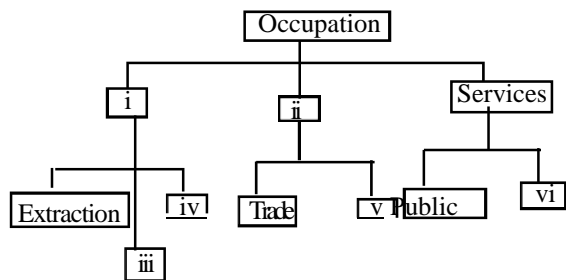 Occupation
i
ii
Services
Extraction
iv
Trade
v
Public
vi
iii